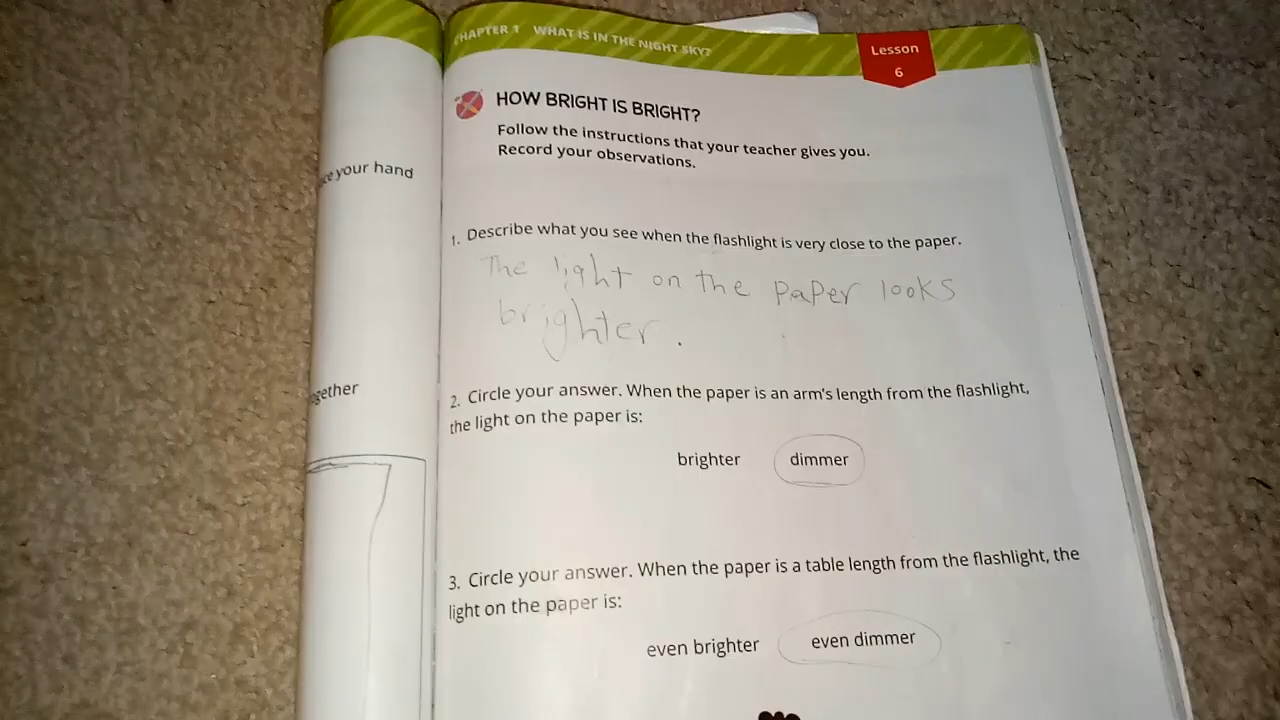 CHAPTER 1 WHAT IS IN THE NIGHT SKY?
Lesson
6
HOW BRIGHT IS BRIGHT?
Follow the instructions that your teacher gives you.
Record your observations.
your hand
1. Describe what you see when the flashlight is very close to the paper.
The light on the paper looks
brighter.
2. Circle your answer. When the paper is an arm's length from the flashlight,
the light on the paper is:
brighter dimmer
3. Circle your answer. When the paper is a table length from the flashlight, the
light on the paper is:
even brighter even dimmer